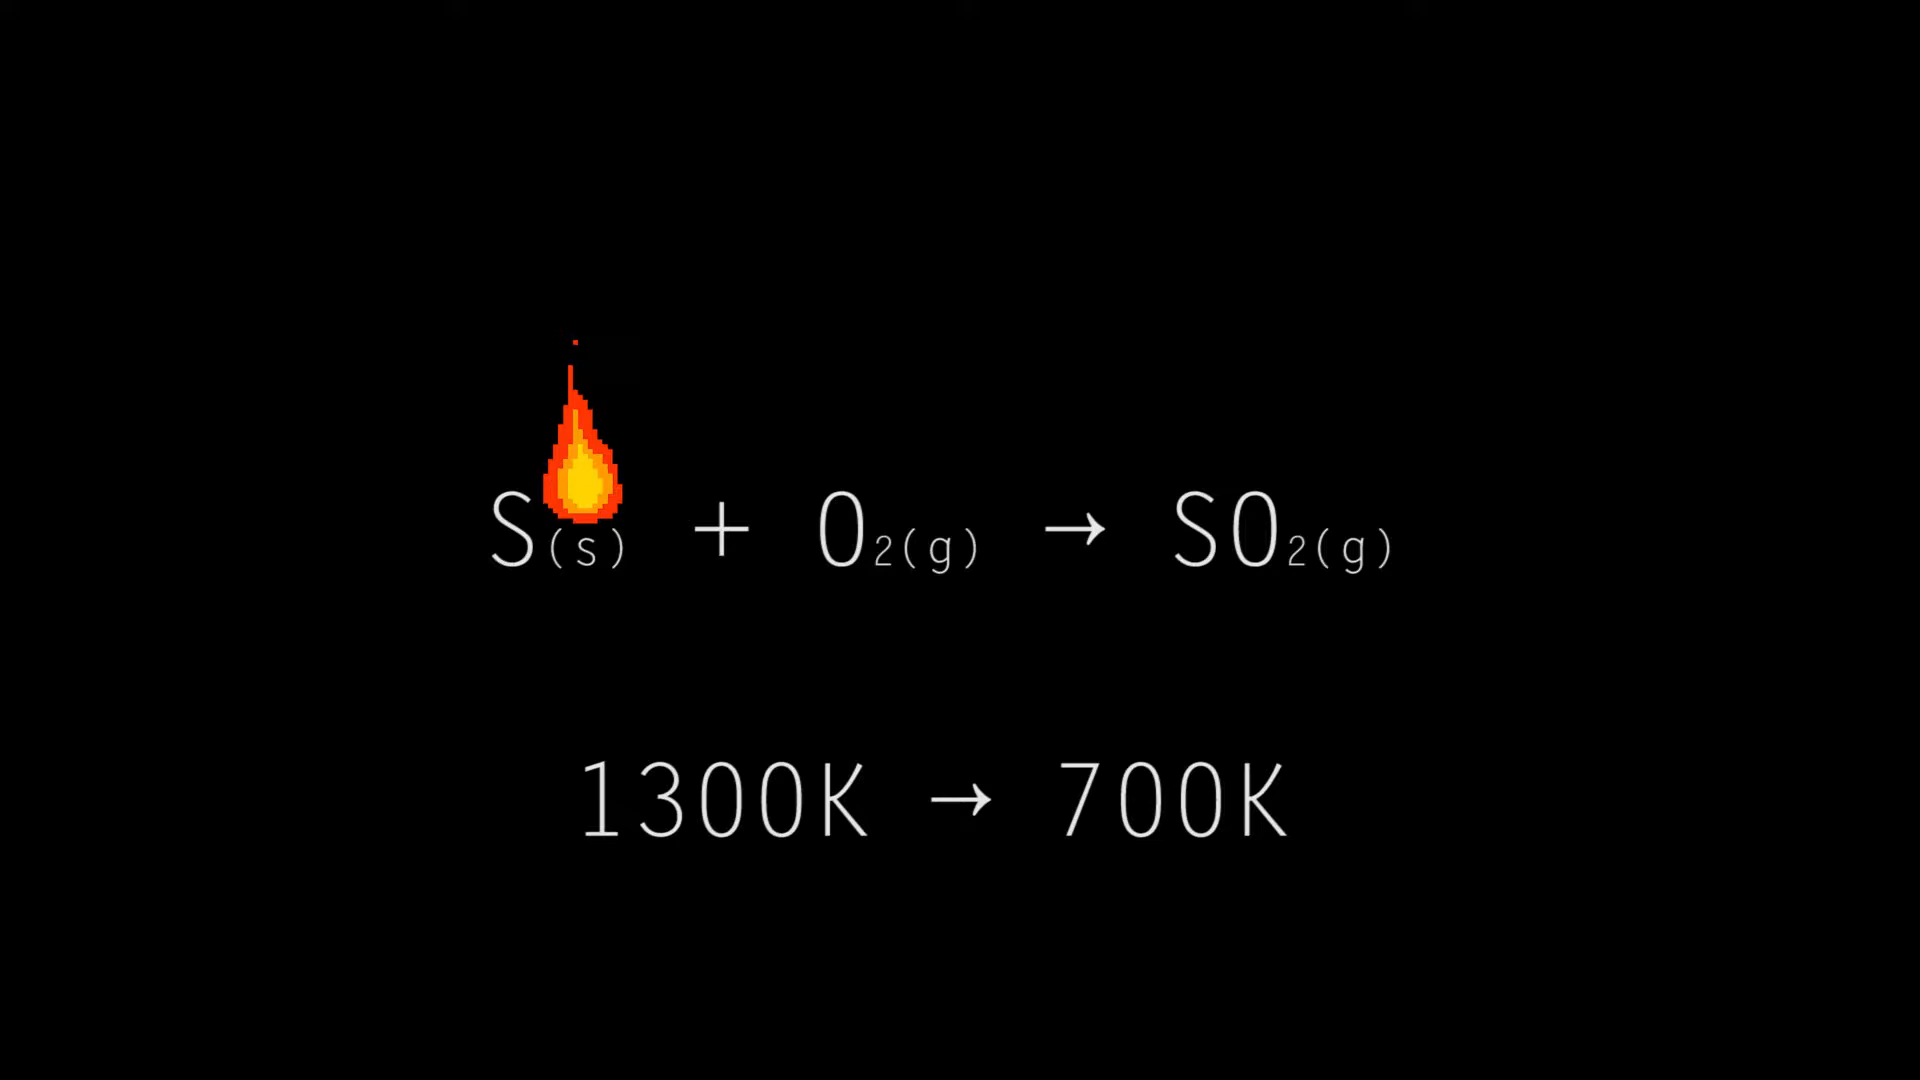 S(s) + O₂(g) → SO₂(g)
1300K → 700K